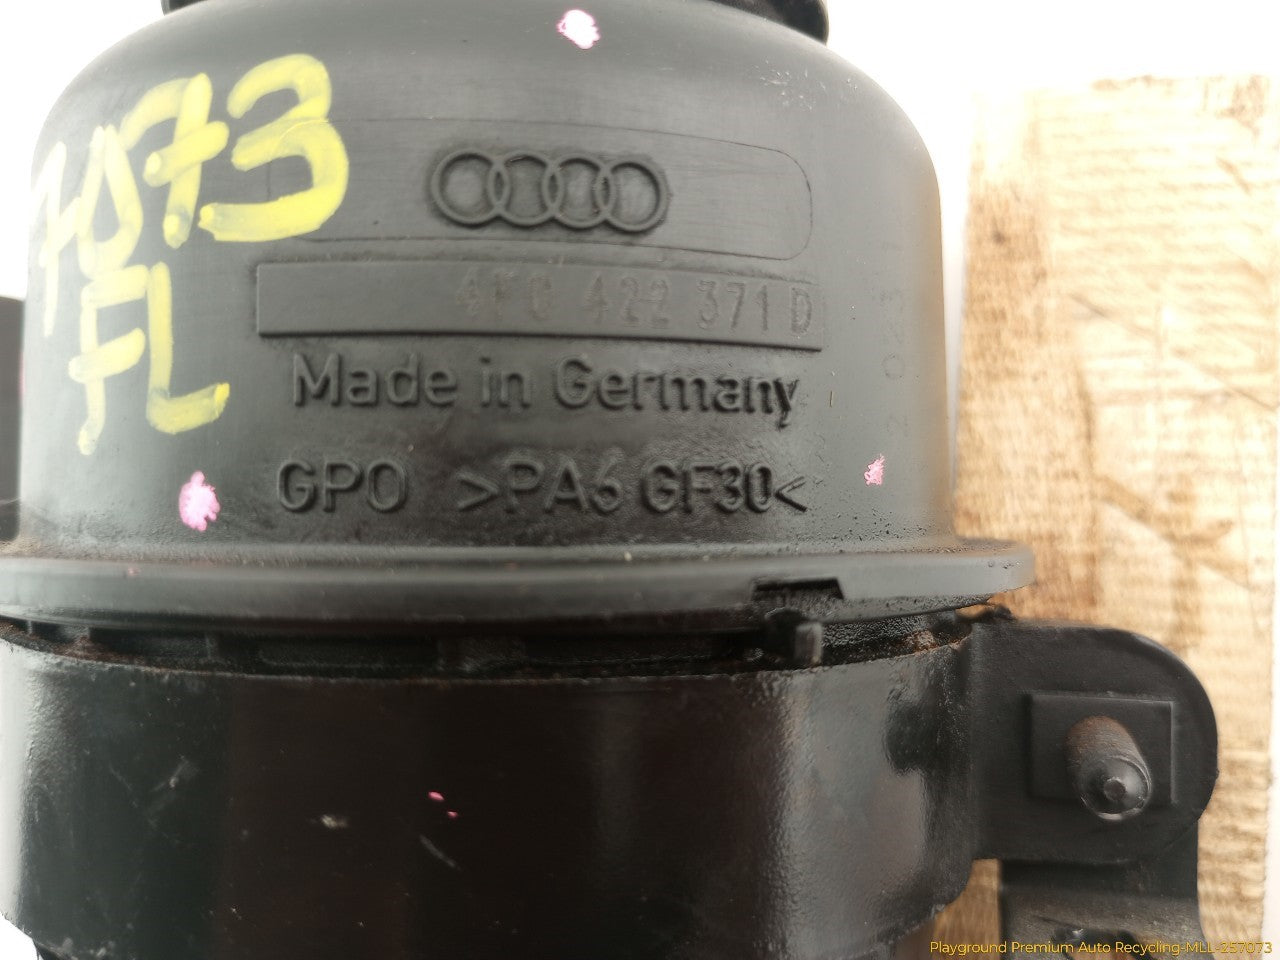 7073
FL
4F0 422 371 D
Made in Germany
GPO >PA6 GF30<
Playground Premium Auto Recycling-MLL-257073